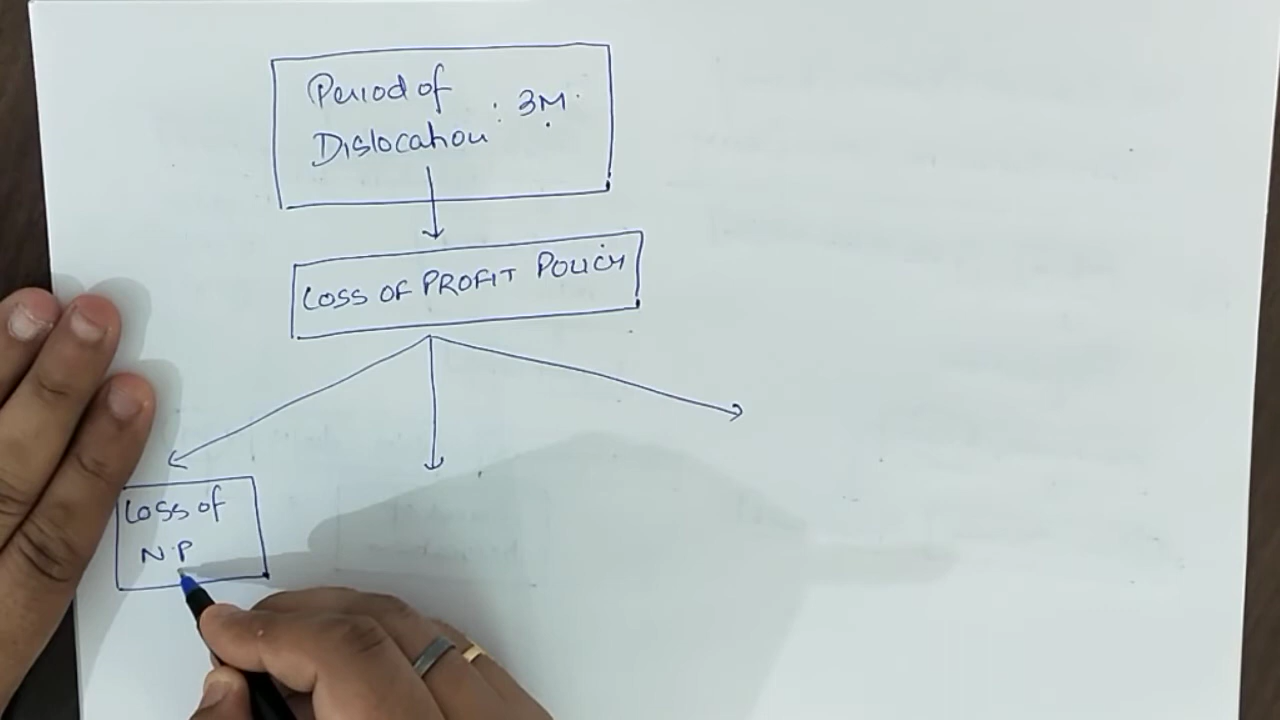 Period of
Dislocation : 3M.
LOSS OF PROFIT POLICY
Loss of
N.P